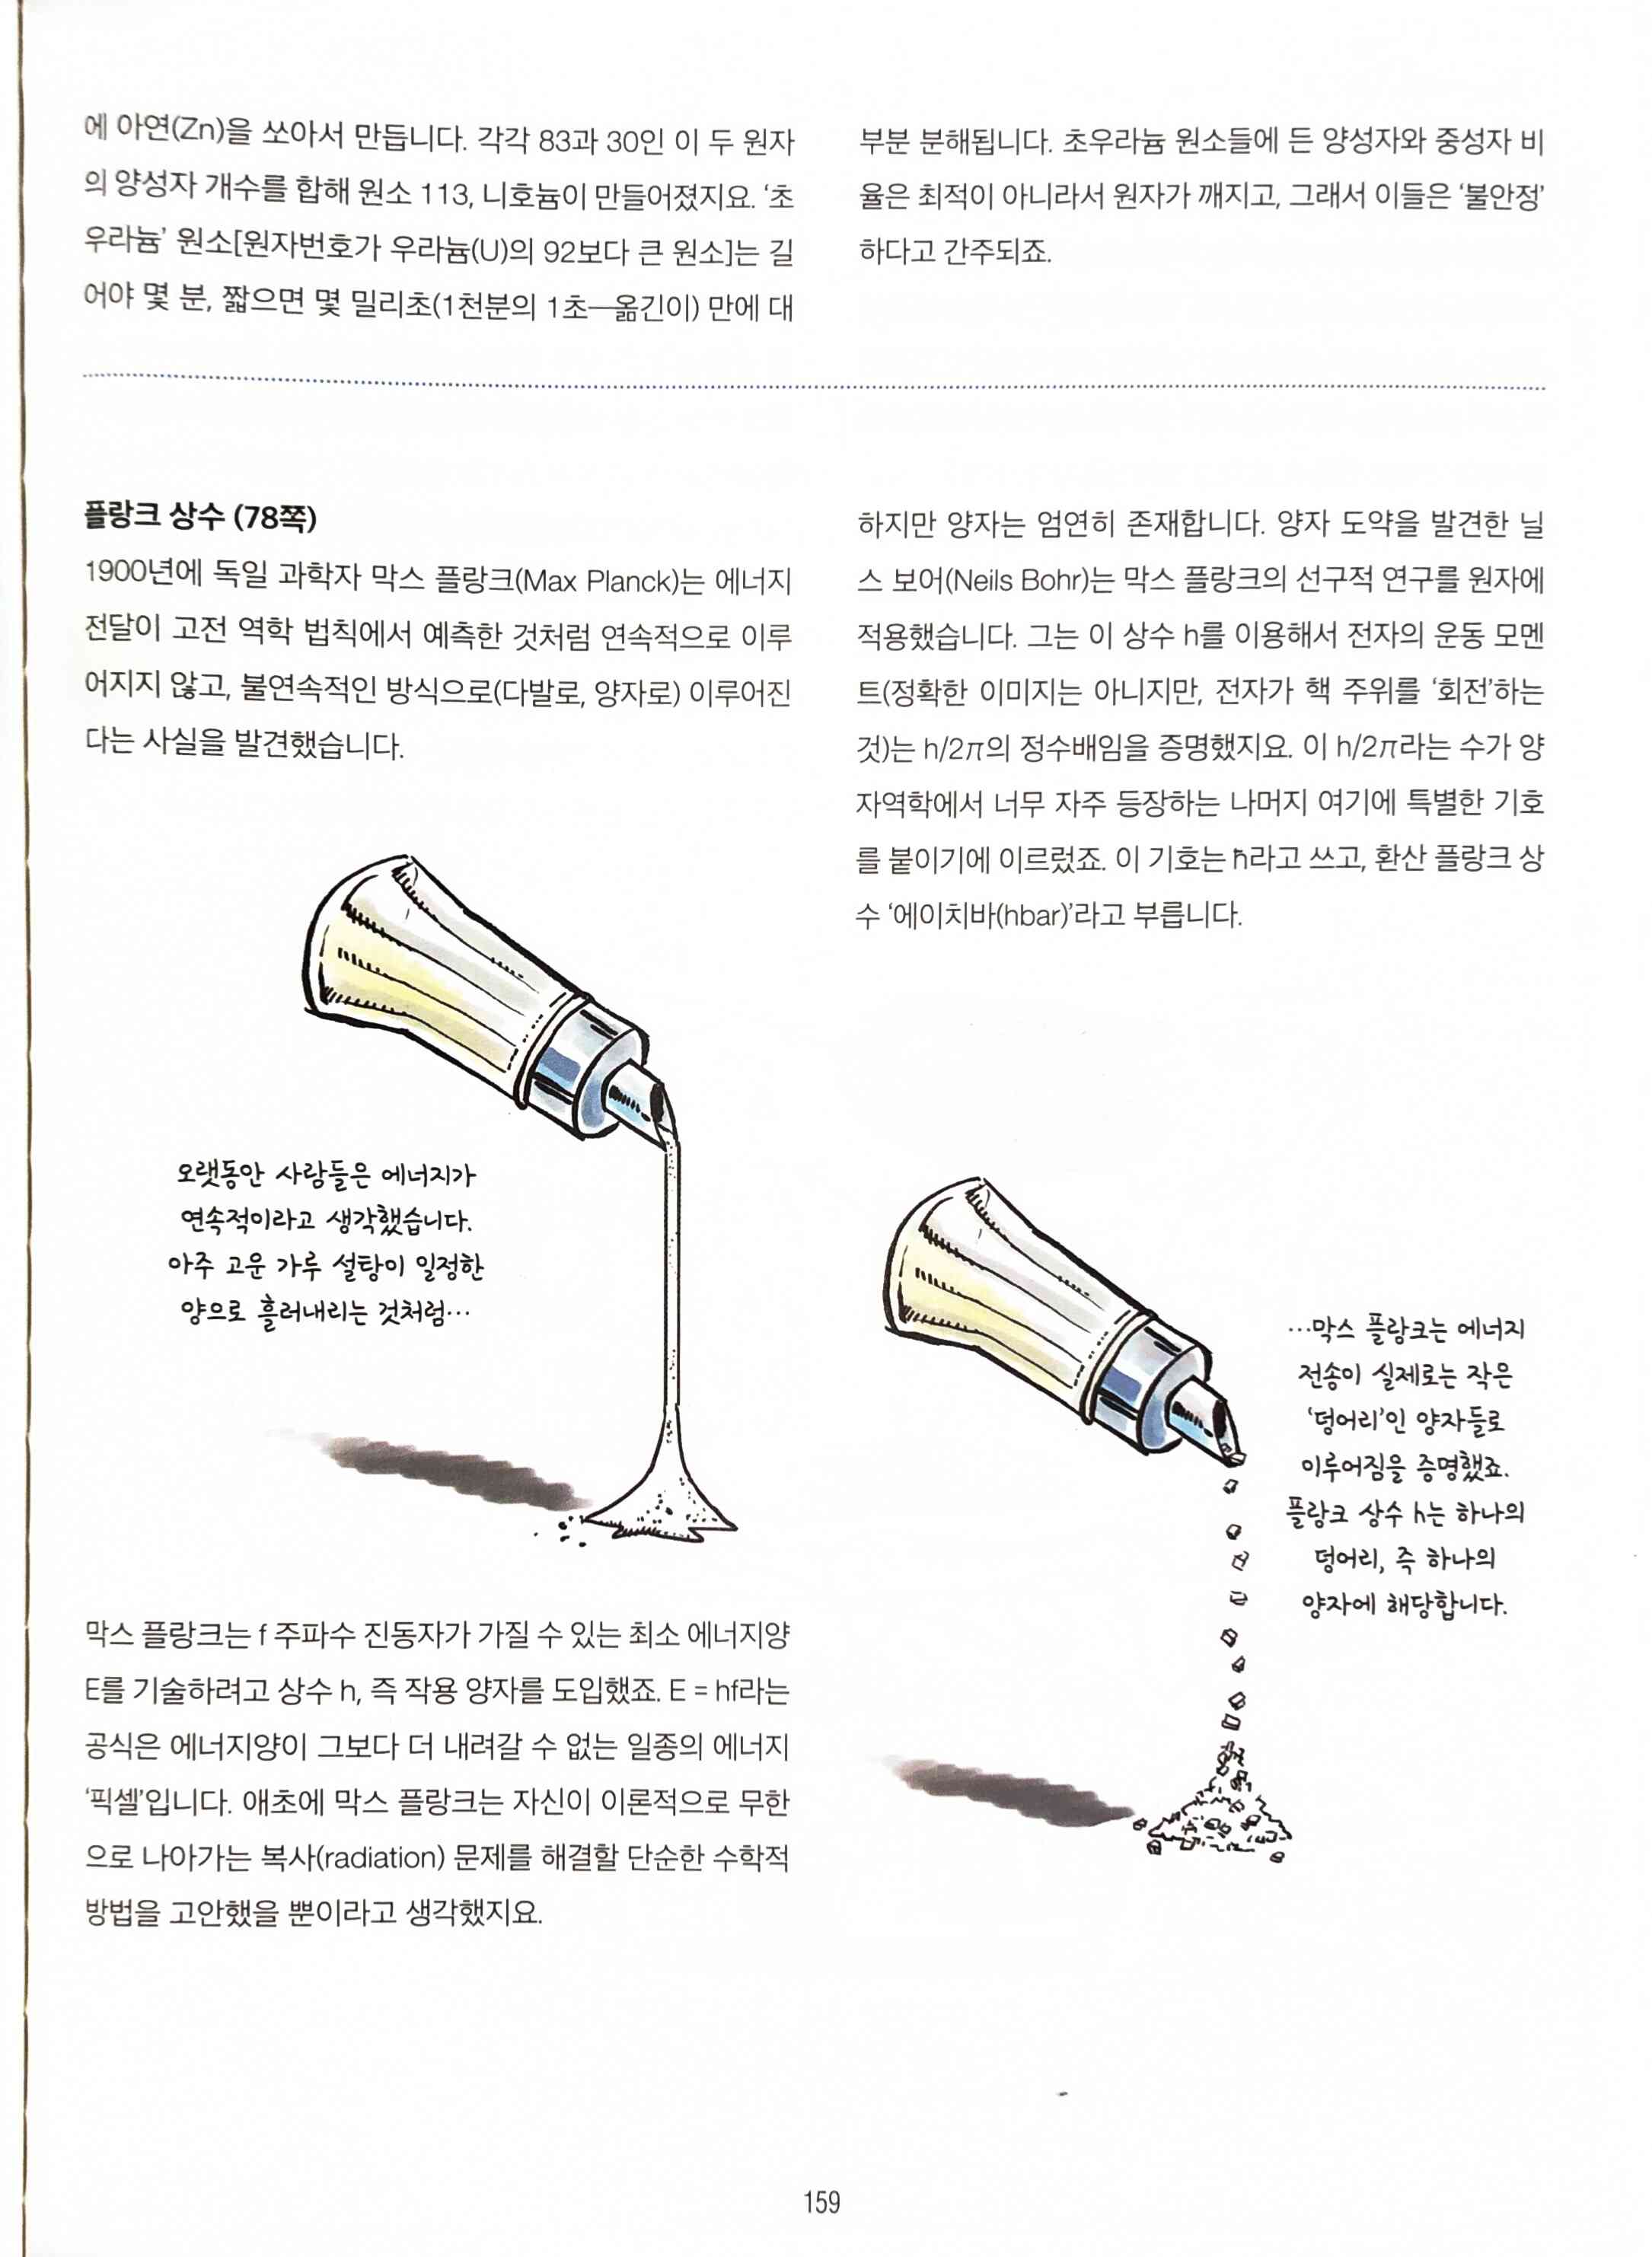 에 아연(Zn)을 쏘아서 만듭니다. 각각 83과 30인 이 두 원자
의 양성자 개수를 합해 원소 113, 니호늄이 만들어졌지요. ‘초
우라늄’ 원소[원자번호가 우라늄(U)의 92보다 큰 원소]는 길
어야 몇 분, 짧으면 몇 밀리초(1천분의 1초—옮긴이) 만에 대
부분 분해됩니다. 초우라늄 원소들에 든 양성자와 중성자 비
율은 최적이 아니라서 원자가 깨지고, 그래서 이들은 ‘불안정’
하다고 간주되죠.
플랑크 상수 (78쪽)
1900년에 독일 과학자 막스 플랑크(Max Planck)는 에너지
전달이 고전 역학 법칙에서 예측한 것처럼 연속적으로 이루
어지지 않고, 불연속적인 방식으로(다발로, 양자로) 이루어진
다는 사실을 발견했습니다.
오랫동안 사람들은 에너지가
연속적이라고 생각했습니다.
아주 고운 가루 설탕이 일정한
양으로 흘러내리는 것처럼…
막스 플랑크는 f 주파수 진동자가 가질 수 있는 최소 에너지양
E를 기술하려고 상수 h, 즉 작용 양자를 도입했죠. E = hf라는
공식은 에너지양이 그보다 더 내려갈 수 없는 일종의 에너지
‘픽셀’입니다. 애초에 막스 플랑크는 자신이 이론적으로 무한
으로 나아가는 복사(radiation) 문제를 해결할 단순한 수학적
방법을 고안했을 뿐이라고 생각했지요.
하지만 양자는 엄연히 존재합니다. 양자 도약을 발견한 닐
스 보어(Neils Bohr)는 막스 플랑크의 선구적 연구를 원자에
적용했습니다. 그는 이 상수 h를 이용해서 전자의 운동 모멘
트(정확한 이미지는 아니지만, 전자가 핵 주위를 ‘회전’하는
것)는 h/2π의 정수배임을 증명했지요. 이 h/2π라는 수가 양
자역학에서 너무 자주 등장하는 나머지 여기에 특별한 기호
를 붙이기에 이르렀죠. 이 기호는 ħ라고 쓰고, 환산 플랑크 상
수 ‘에이치바(hbar)’라고 부릅니다.
…막스 플랑크는 에너지
전송이 실제로는 작은
‘덩어리’인 양자들로
이루어짐을 증명했죠.
플랑크 상수 h는 하나의
덩어리, 즉 하나의
양자에 해당합니다.
159